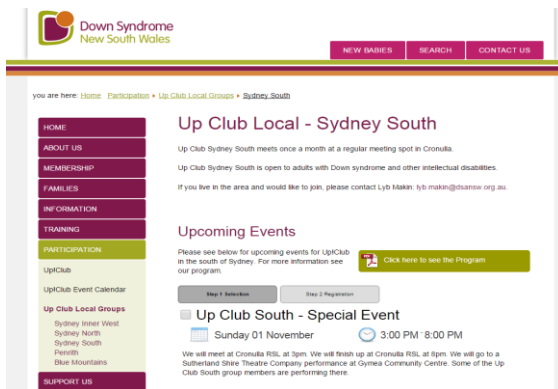 Down Syndrome
New South Wales
NEW BABIES
SEARCH
CONTACT US
you are here: Home Participation » Up Club Local Groups » Sydney South
HOME
ABOUT US
MEMBERSHIP
FAMILIES
INFORMATION
TRAINING
PARTICIPATION
Up!Club
Up!Club Event Calendar
Up Club Local Groups
Sydney Inner West
Sydney North
Sydney South
Penrith
Blue Mountains
SUPPORT US
Up Club Local - Sydney South
Up Club Sydney South meets once a month at a regular meeting spot in Cronulla.
Up Club Sydney South is open to adults with Down syndrome and other intellectual disabilities.
If you live in the area and would like to join, please contact Lyb Makin: lyb.makin@dsansw.org.au.
Upcoming Events
Please see below for upcoming events for Up!Club
in the south of Sydney. For more information see
our program.
Click here to see the Program
Step 1 Selection
Step 2 Registration
Up Club South - Special Event
Sunday 01 November
3:00 PM - 8:00 PM
We will meet at Cronulla RSL at 3pm. We will finish up at Cronulla RSL at 8pm. We will go to a
Sutherland Shire Theatre Company performance at Gymea Community Centre. Some of the Up
Club South group members are performing there.